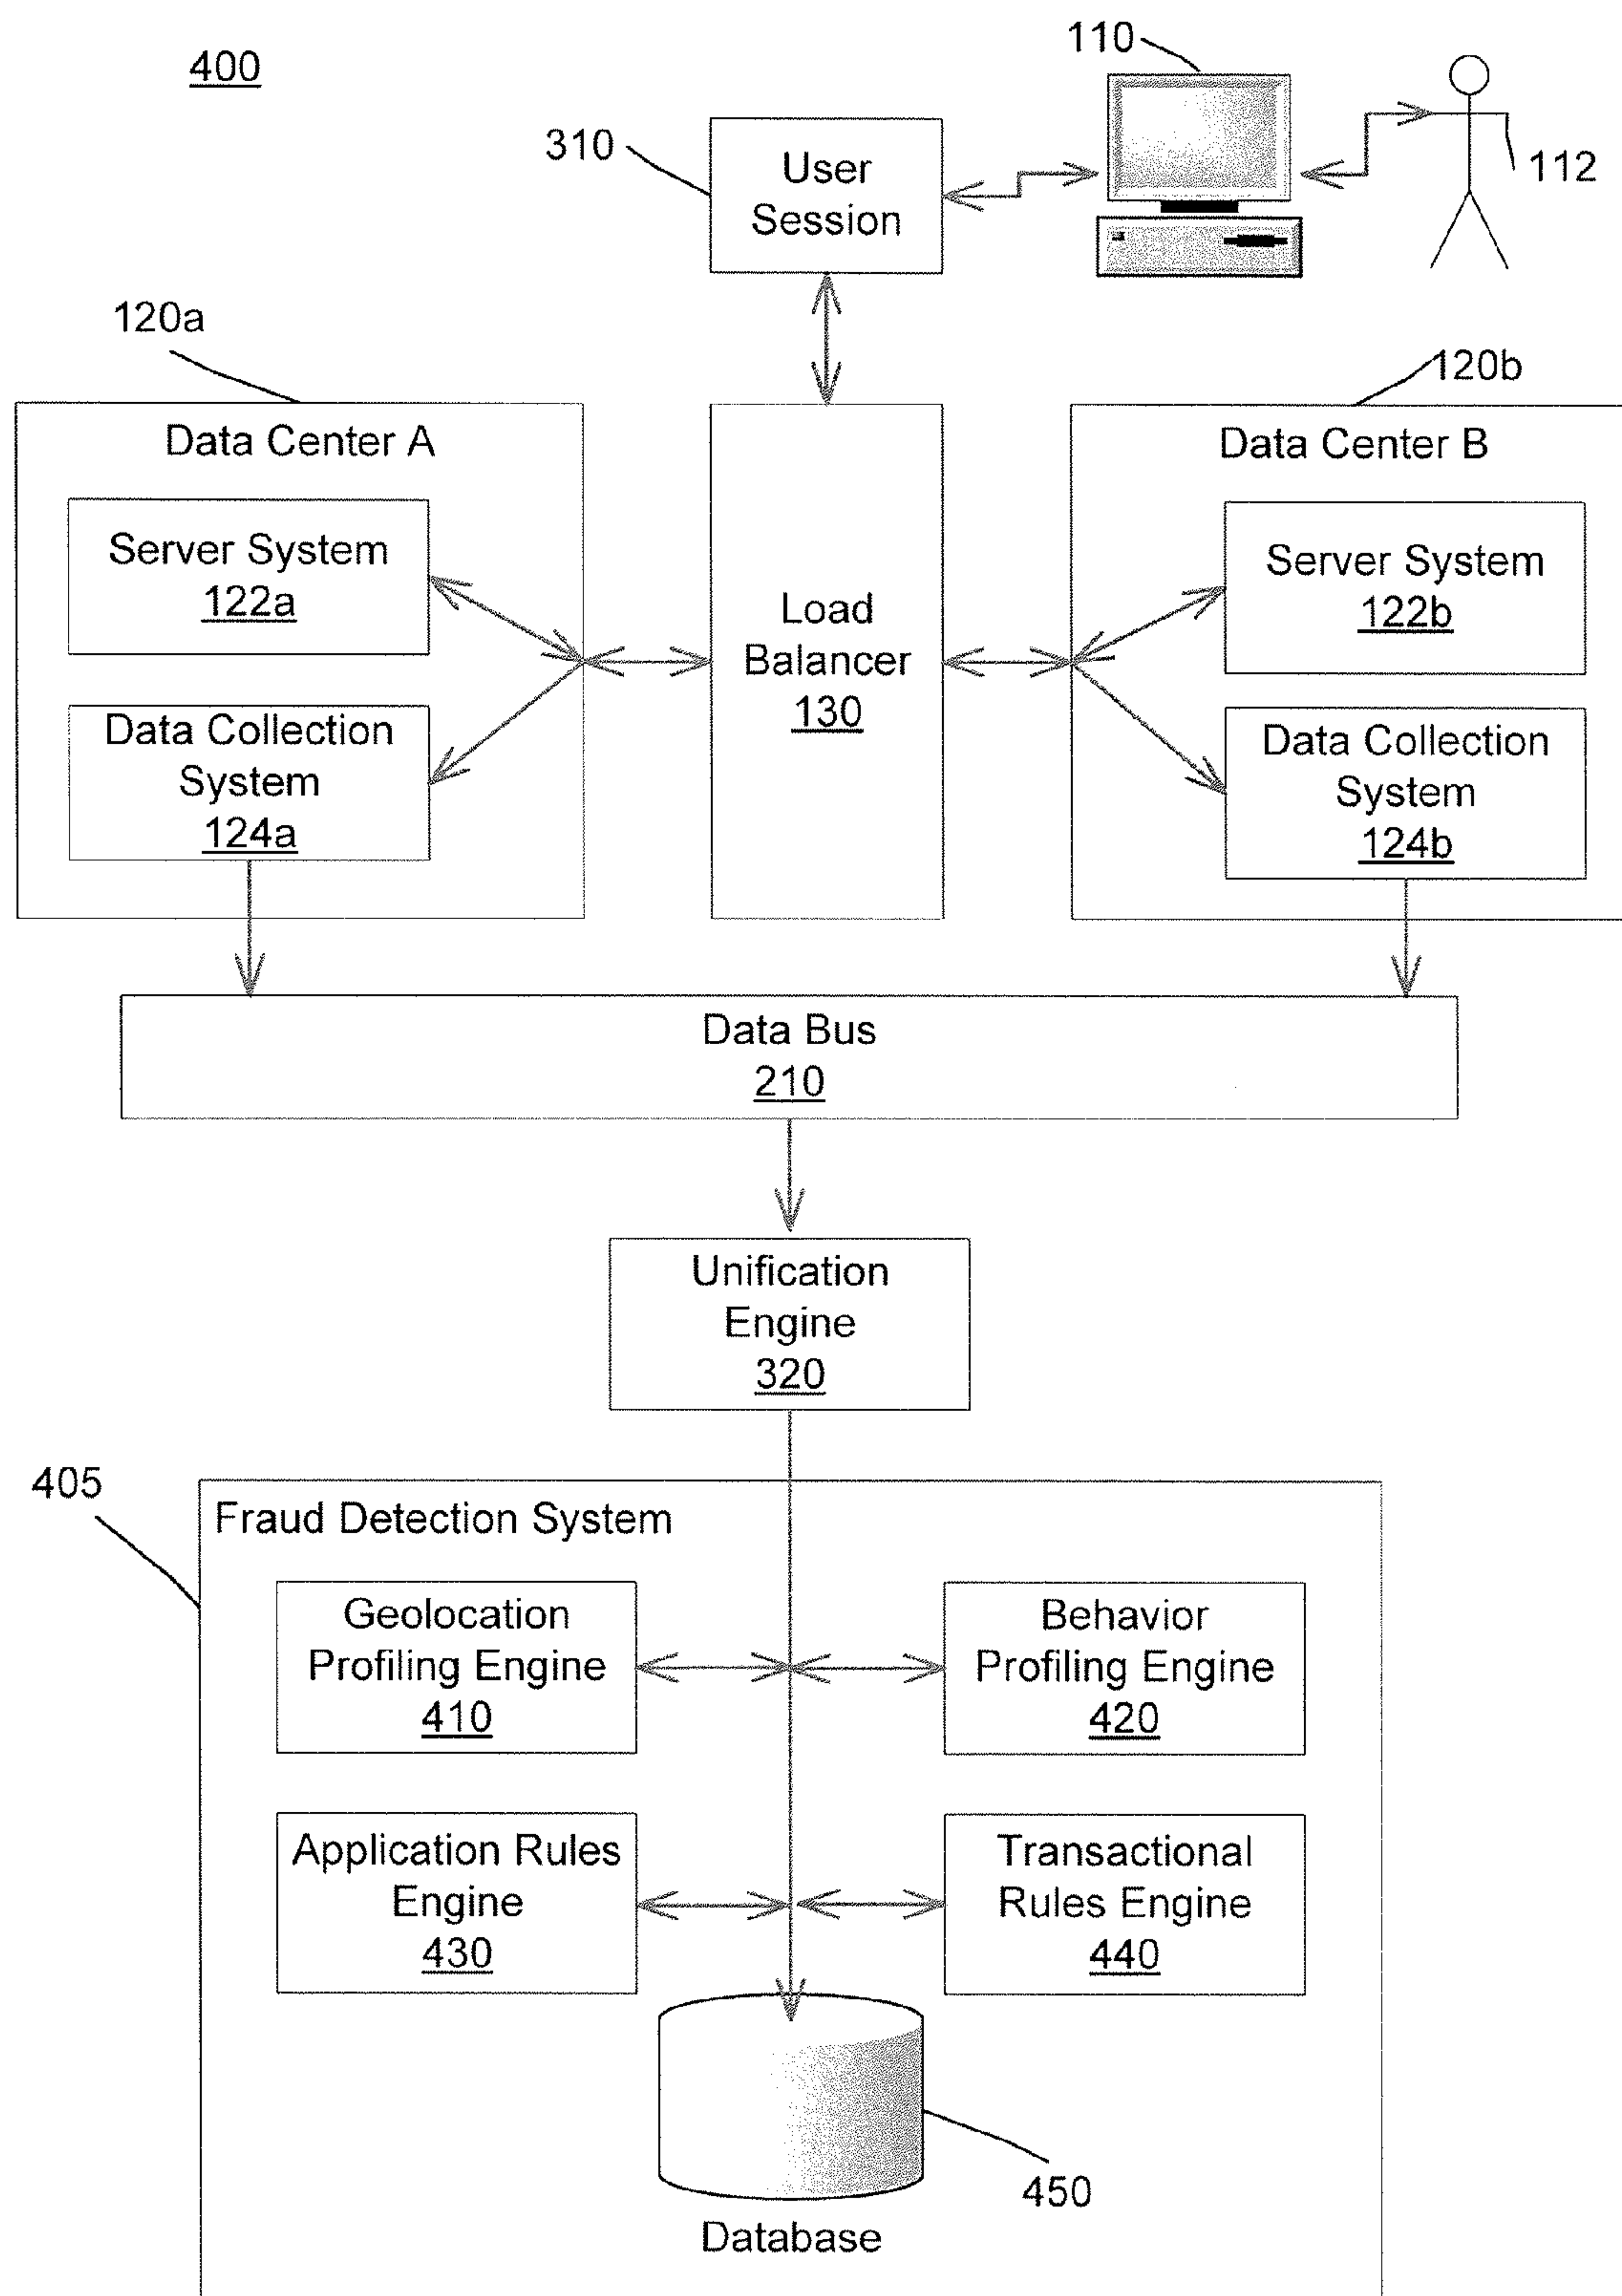 400
110
112
310
User
Session
120a
120b
Data Center A
Server System
122a
Data Collection
System
124a
Load
Balancer
130
Data Center B
Server System
122b
Data Collection
System
124b
Data Bus
210
Unification
Engine
320
405
Fraud Detection System
Geolocation
Profiling Engine
410
Behavior
Profiling Engine
420
Application Rules
Engine
430
Transactional
Rules Engine
440
450
Database